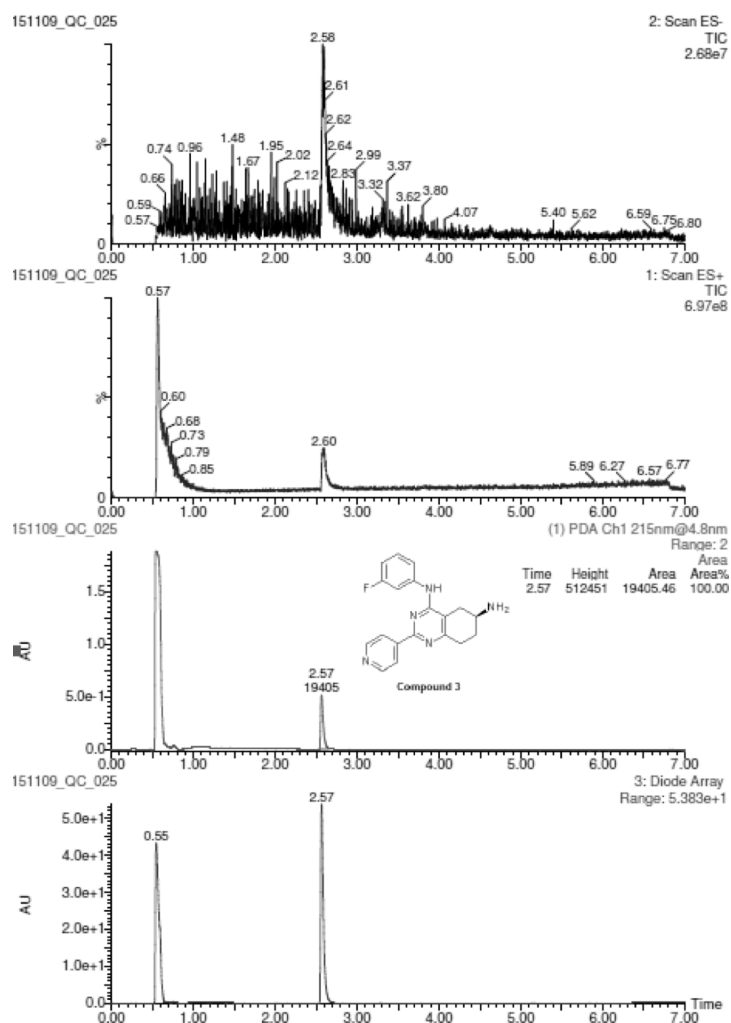 151109_QC_025
2: Scan ES-
TIC
2.68e7
2.58
2.61
2.62
2.64
0.74
0.96
1.48
1.67
1.95
2.02
2.12
2.83
2.99
3.32
3.37
3.62
3.80
4.07
5.40
5.62
6.59
6.75
6.80
0.66
0.59
0.57
%
0
0.00 1.00 2.00 3.00 4.00 5.00 6.00 7.00
151109_QC_025
1: Scan ES+
TIC
6.97e8
0.57
0.60
0.68
0.73
0.79
0.85
2.60
5.89
6.27
6.57
6.77
%
0
0.00 1.00 2.00 3.00 4.00 5.00 6.00 7.00
151109_QC_025
(1) PDA Ch1 215nm@4.8nm
Range: 2
Area
Time Height Area Area%
2.57 512451 19405.46 100.00
F
NH
NH2
N
N
N
Compound 3
2.57
19405
AU
1.5
1.0
5.0e-1
0.0
0.00 1.00 2.00 3.00 4.00 5.00 6.00 7.00
151109_QC_025
3: Diode Array
Range: 5.383e+1
0.55
2.57
AU
5.0e+1
4.0e+1
3.0e+1
2.0e+1
1.0e+1
0.0
Time
0.00 1.00 2.00 3.00 4.00 5.00 6.00 7.00